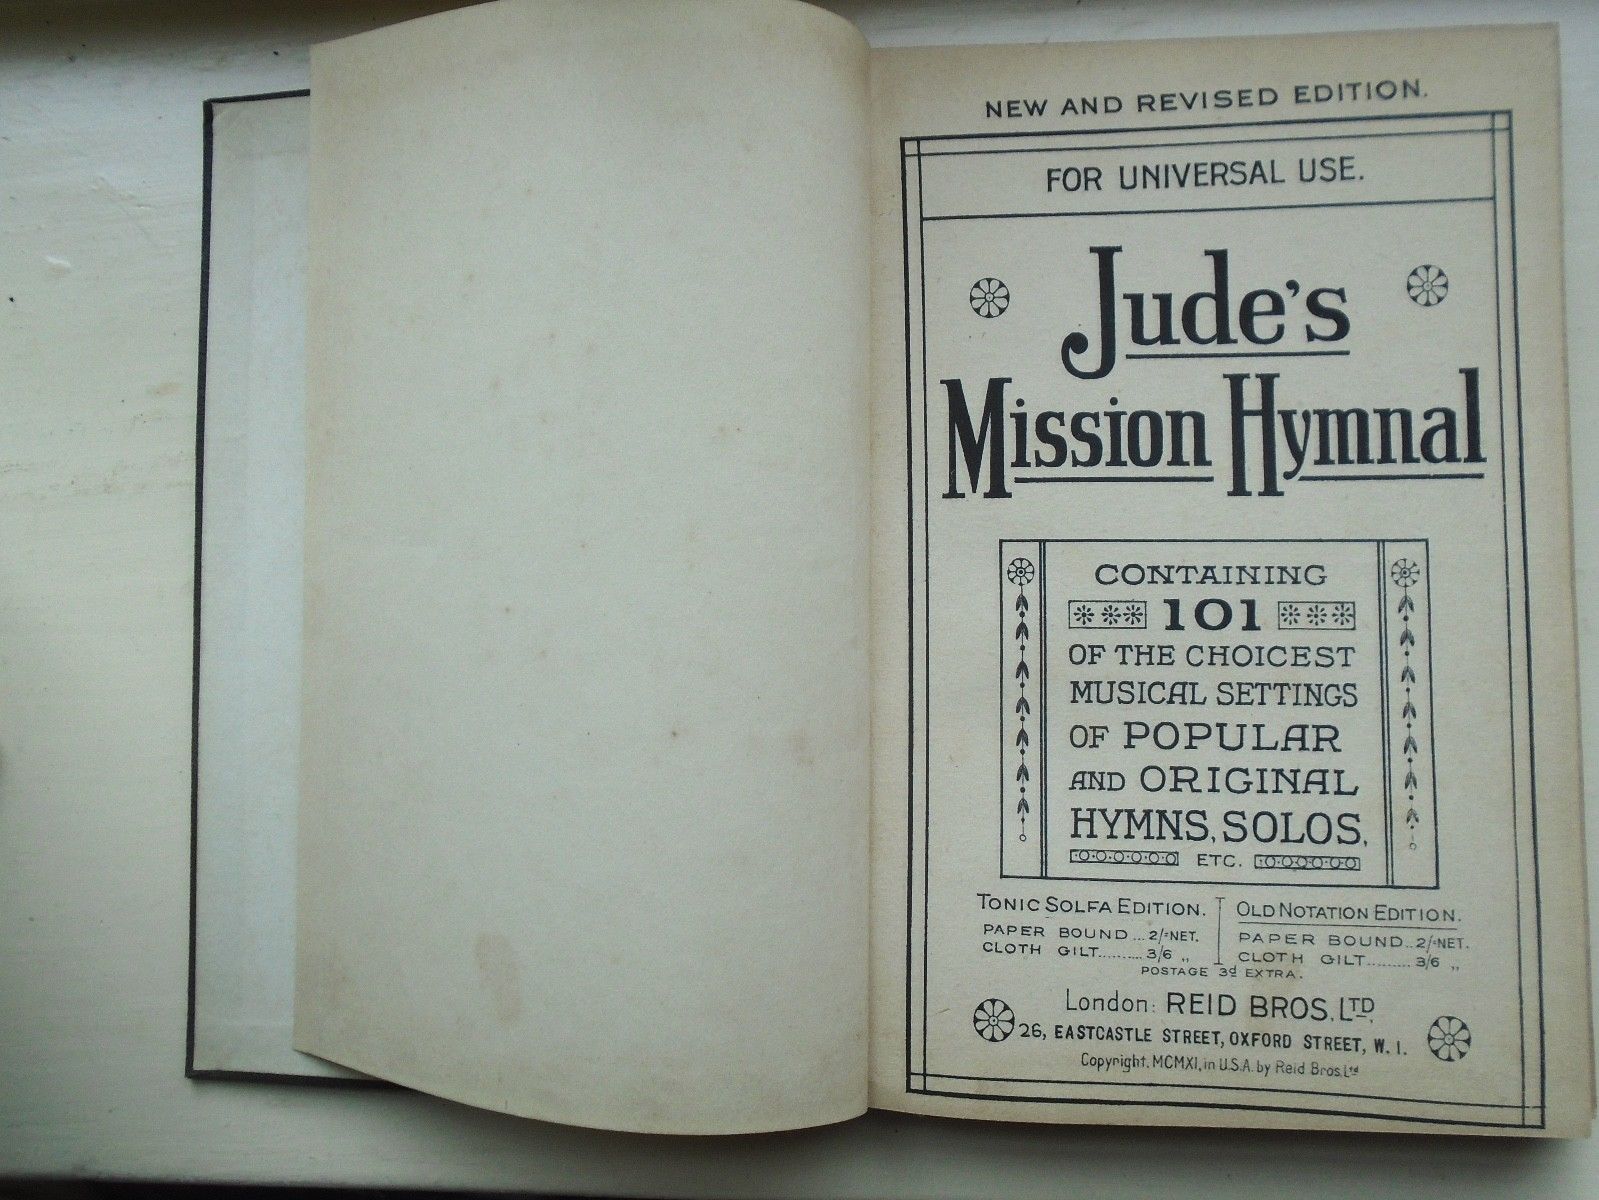 NEW AND REVISED EDITION.
FOR UNIVERSAL USE.
Jude's
Mission Hymnal
CONTAINING
101
OF THE CHOICEST
MUSICAL SETTINGS
OF POPULAR
AND ORIGINAL
HYMNS, SOLOS,
ETC.
TONIC SOLFA EDITION.
PAPER BOUND... 2/= NET.
CLOTH GILT.......... 3/6 „
OLD NOTATION EDITION.
PAPER BOUND.. 2/= NET.
CLOTH GILT......... 3/6 „
POSTAGE 3d EXTRA.
London: REID BROS. LTD.
26, EASTCASTLE STREET, OXFORD STREET, W. 1.
Copyright. MCMXI, in U.S.A. by Reid Bros. Ltd